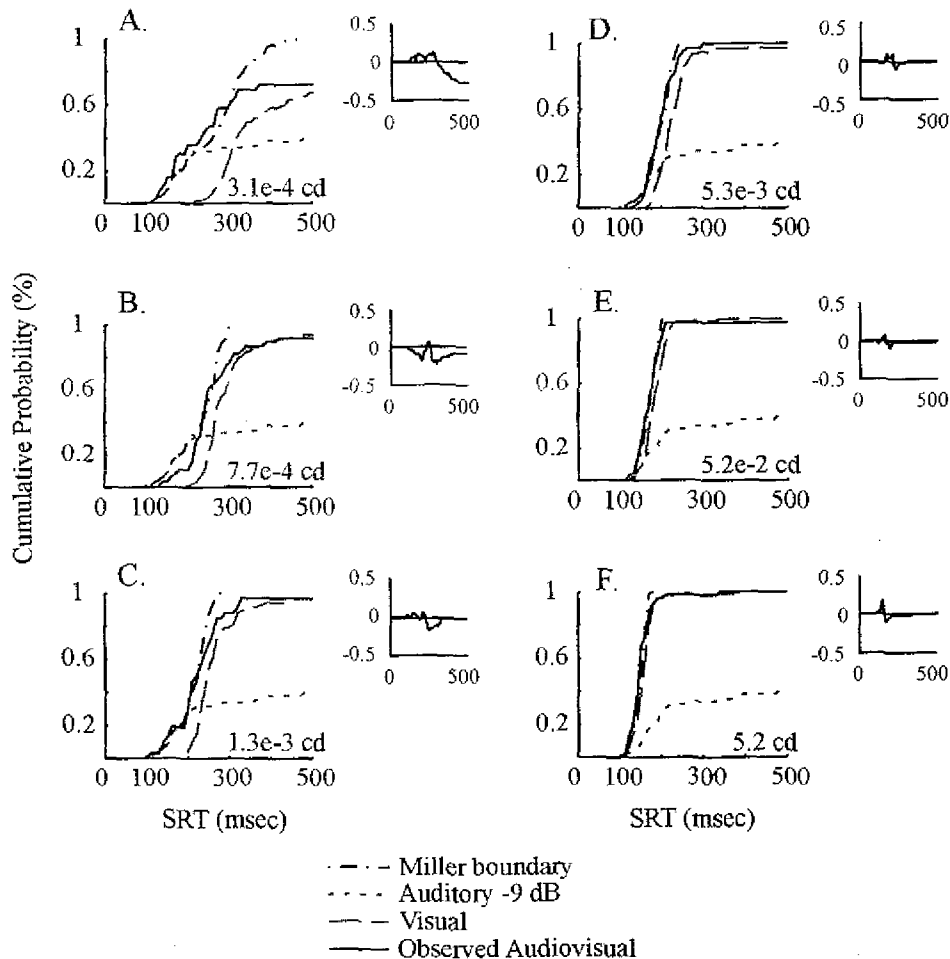 A.
1
0.6
0.2
3.1e-4 cd
0 100 300 500
0.5
0
-0.5
0 500
B.
1
0.6
0.2
7.7e-4 cd
0 100 300 500
0.5
0
-0.5
0 500
C.
1
0.6
0.2
1.3e-3 cd
0 100 300 500
0.5
0
-0.5
0 500
SRT (msec)
Cumulative Probability (%)
D.
1
0.6
0.2
5.3e-3 cd
0 100 300 500
0.5
0
-0.5
0 500
E.
1
0.6
0.2
5.2e-2 cd
0 100 300 500
0.5
0
-0.5
0 500
F.
1
0.6
0.2
5.2 cd
0 100 300 500
0.5
0
-0.5
0 500
SRT (msec)
Miller boundary
Auditory -9 dB
Visual
Observed Audiovisual